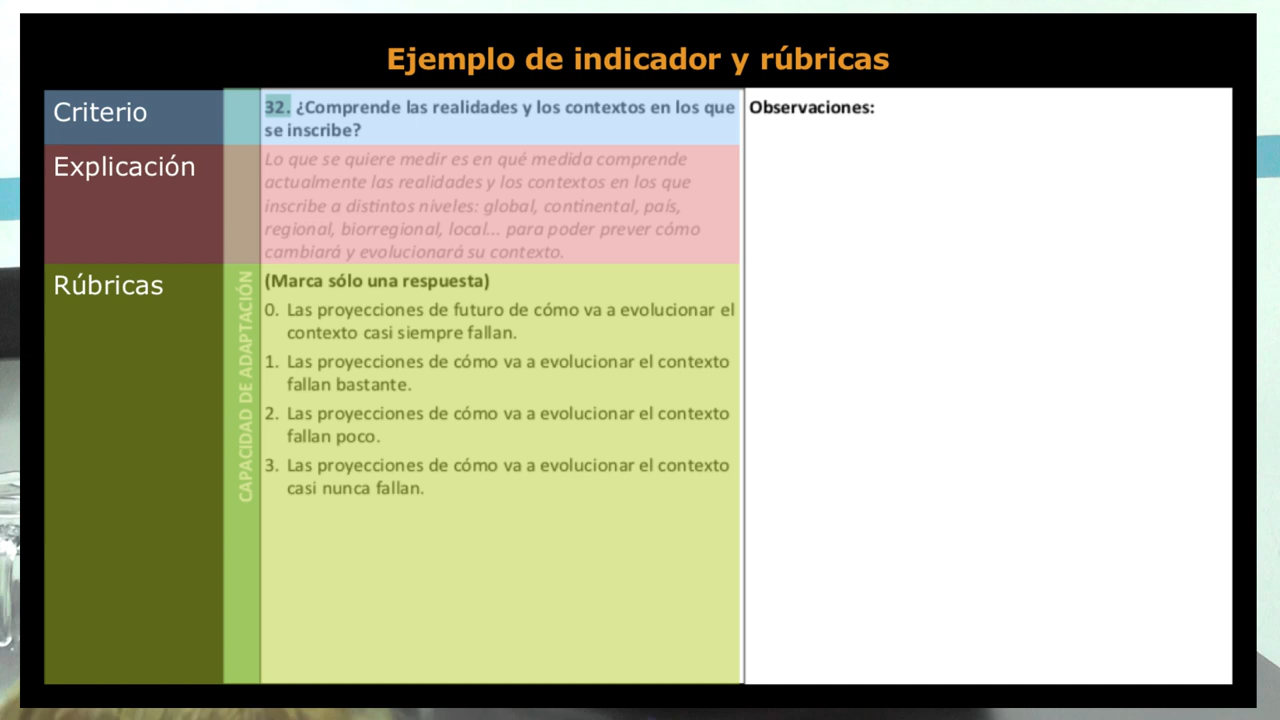 Ejemplo de indicador y rúbricas
Criterio
32. ¿Comprende las realidades y los contextos en los que
se inscribe?
Observaciones:
Explicación
Lo que se quiere medir es en qué medida comprende
actualmente las realidades y los contextos en los que
inscribe a distintos niveles: global, continental, país,
regional, biorregional, local... para poder prever cómo
cambiará y evolucionará su contexto.
Rúbricas
CAPACIDAD DE ADAPTACIÓN
(Marca sólo una respuesta)
0. Las proyecciones de futuro de cómo va a evolucionar el
contexto casi siempre fallan.
1. Las proyecciones de cómo va a evolucionar el contexto
fallan bastante.
2. Las proyecciones de cómo va a evolucionar el contexto
fallan poco.
3. Las proyecciones de cómo va a evolucionar el contexto
casi nunca fallan.